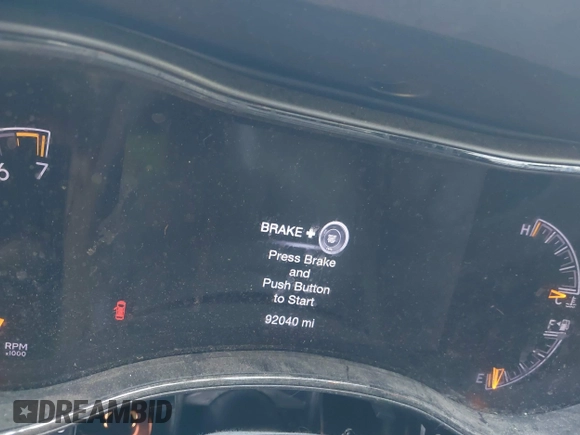 6 7
BRAKE +
Press Brake
and
Push Button
to Start
92040 mi
RPM
x1000
H
F
E
DREAMBID